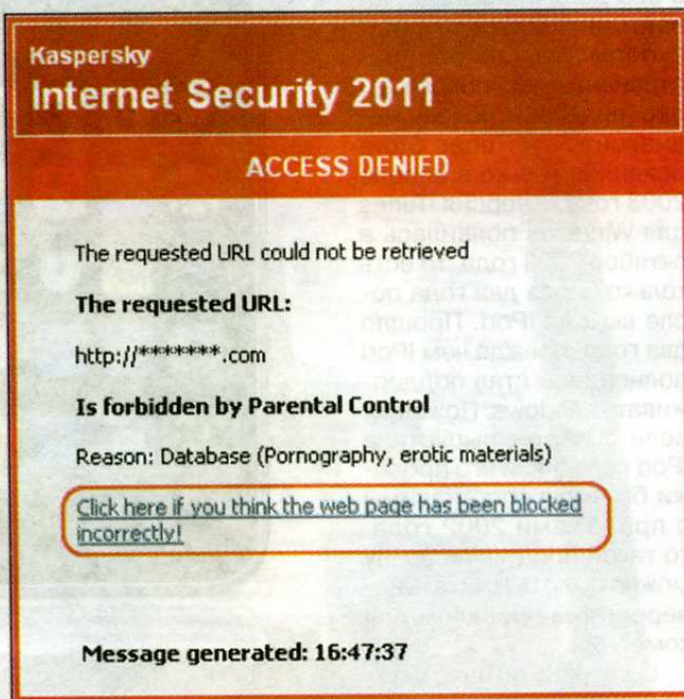 Kaspersky
Internet Security 2011
ACCESS DENIED
The requested URL could not be retrieved
The requested URL:
http://*******.com
Is forbidden by Parental Control
Reason: Database (Pornography, erotic materials)
Click here if you think the web page has been blocked
incorrectly!
Message generated: 16:47:37